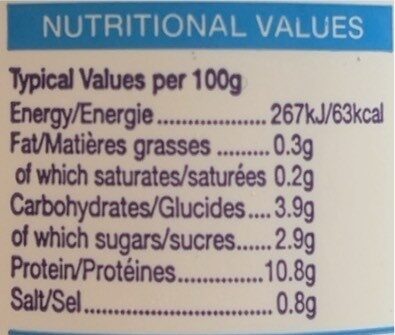 NUTRITIONAL VALUES
Typical Values per 100g
Energy/Energie.................. 267kJ/63kcal
Fat/Matières grasses ......... 0.3g
of which saturates/saturées 0.2g
Carbohydrates/Glucides.... 3.9g
of which sugars/sucres...... 2.9g
Protein/Protéines.............. 10.8g
Salt/Sel............................... 0.8g